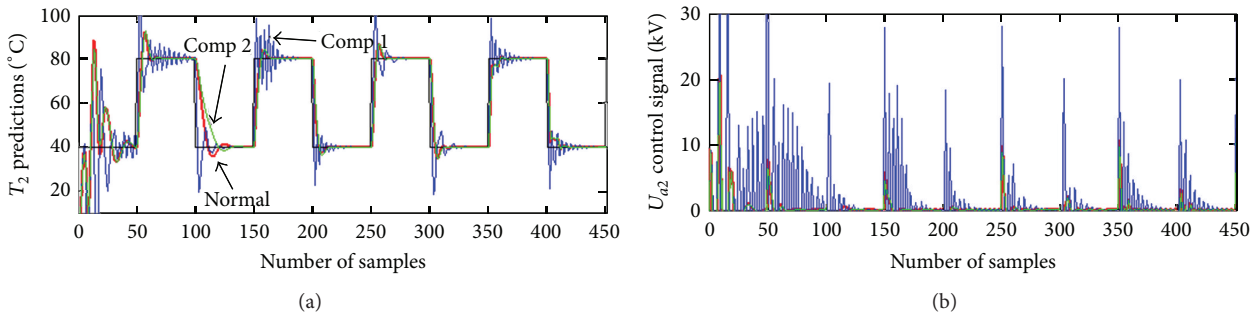 T2 predictions (°C)
100
80
60
40
20
Comp 2
Comp 1
Normal
0 50 100 150 200 250 300 350 400 450
Number of samples
(a)
Ua2 control signal (kV)
30
20
10
0
0 50 100 150 200 250 300 350 400 450
Number of samples
(b)